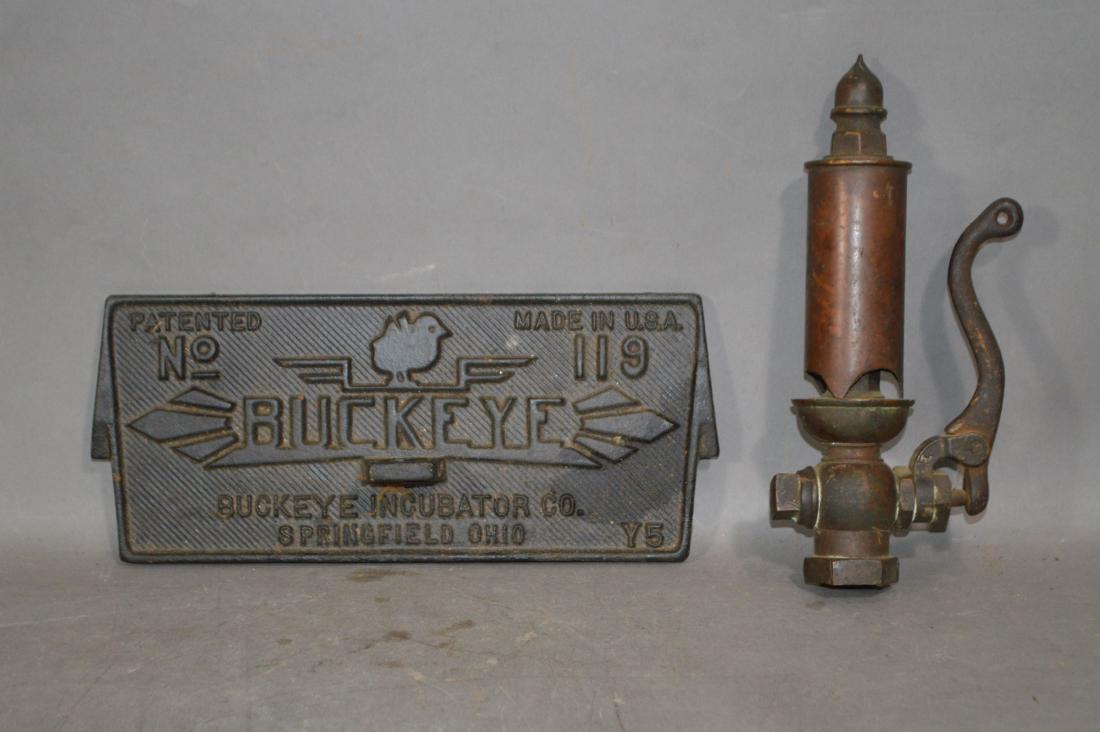 PATENTED MADE IN U.S.A.
No 119
BUCKEYE
BUCKEYE INCUBATOR CO.
SPRINGFIELD OHIO Y5